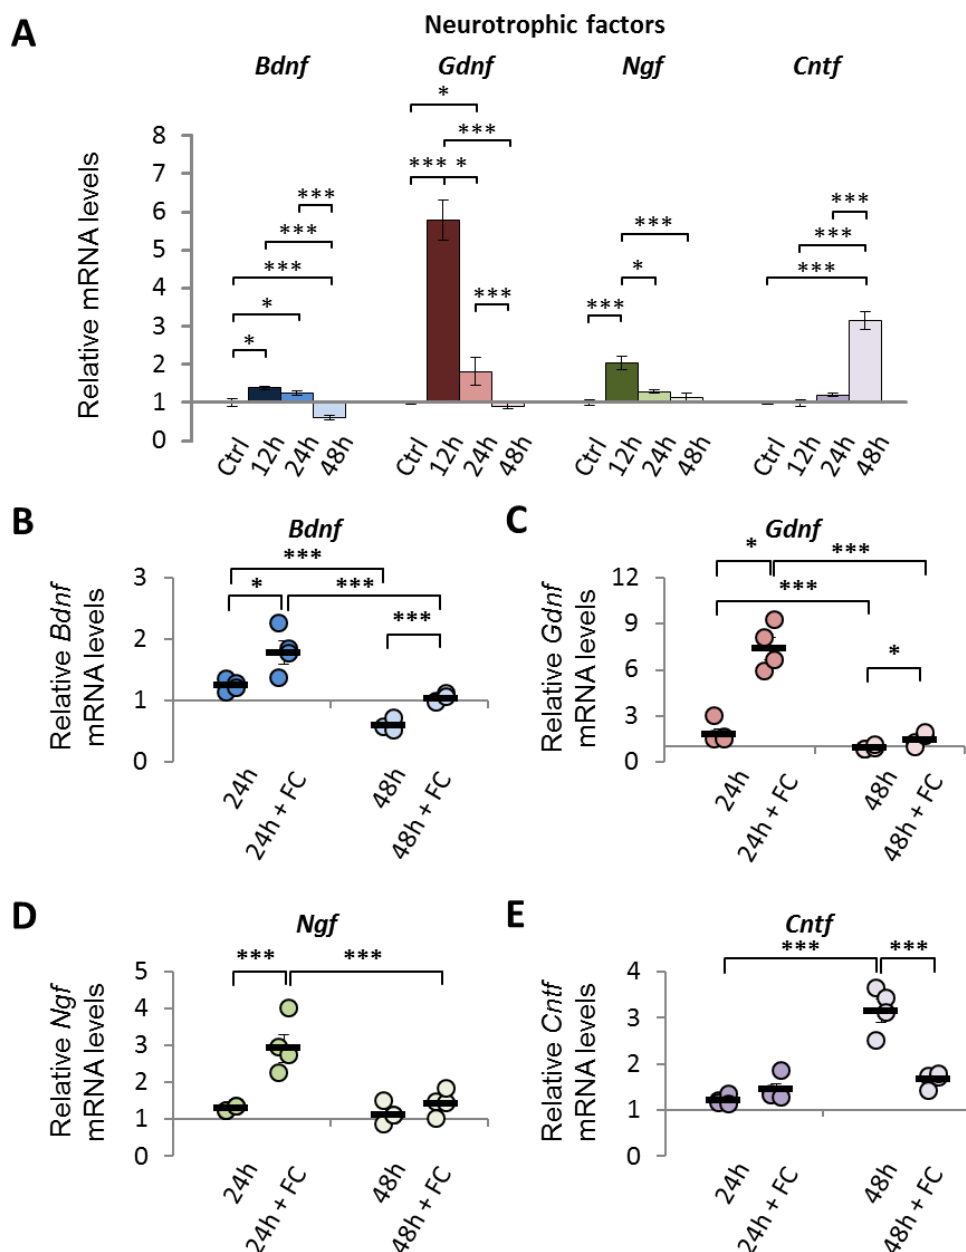 A
Neurotrophic factors
Bdnf Gdnf Ngf Cntf
Relative mRNA levels
8
7
6
5
4
3
2
1
0
* *** *** * *** *** *** * * *** *** * *** *** *** ***
Ctrl 12h 24h 48h Ctrl 12h 24h 48h Ctrl 12h 24h 48h Ctrl 12h 24h 48h
B
Bdnf
Relative Bdnf
mRNA levels
3
2
1
0
*** * *** ***
24h 24h + FC 48h 48h + FC
C
Gdnf
Relative Gdnf
mRNA levels
12
9
6
3
0
* *** *** *
24h 24h + FC 48h 48h + FC
D
Ngf
Relative Ngf
mRNA levels
5
4
3
2
1
0
*** ***
24h 24h + FC 48h 48h + FC
E
Cntf
Relative Cntf
mRNA levels
4
3
2
1
0
*** ***
24h 24h + FC 48h 48h + FC